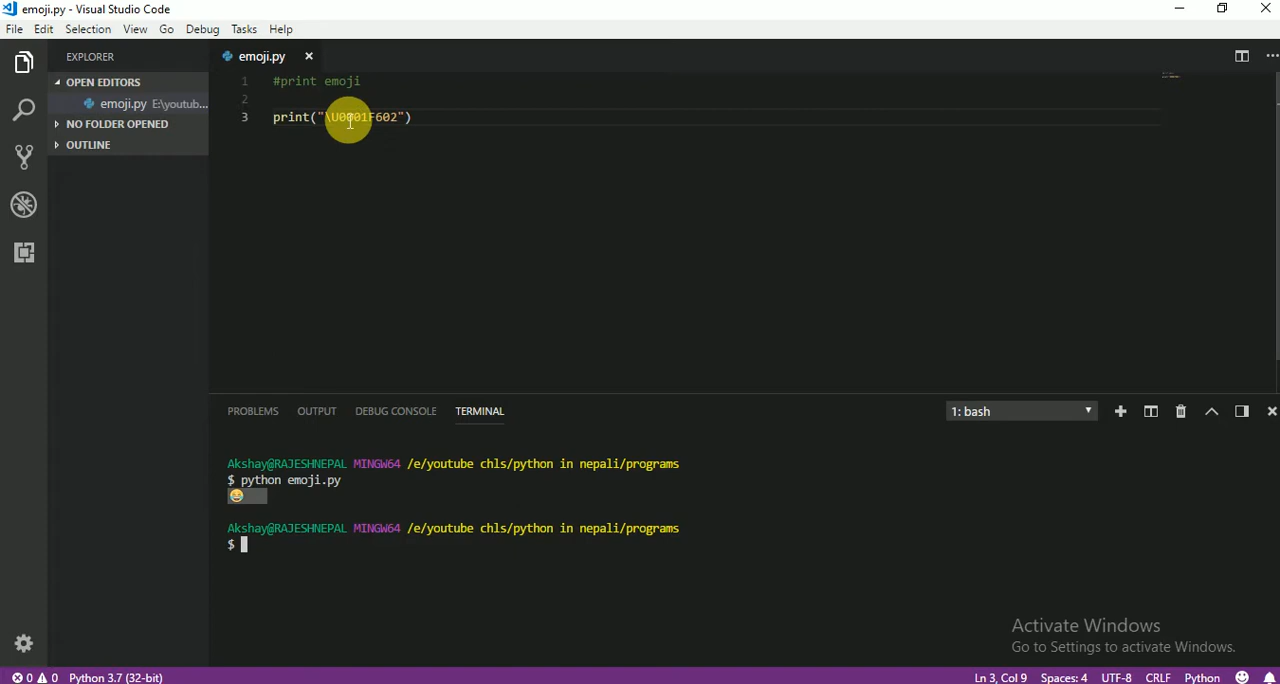 emoji.py - Visual Studio Code
File Edit Selection View Go Debug Tasks Help
EXPLORER
OPEN EDITORS
emoji.py E:\youtub...
NO FOLDER OPENED
OUTLINE
emoji.py
1 #print emoji
2
3 print("\U0001F602")
PROBLEMS OUTPUT DEBUG CONSOLE TERMINAL
1: bash
Akshay@RAJESHNEPAL MINGW64 /e/youtube chls/python in nepali/programs
$ python emoji.py
😂
Akshay@RAJESHNEPAL MINGW64 /e/youtube chls/python in nepali/programs
$
Activate Windows
Go to Settings to activate Windows.
0 0 Python 3.7 (32-bit) Ln 3, Col 9 Spaces: 4 UTF-8 CRLF Python